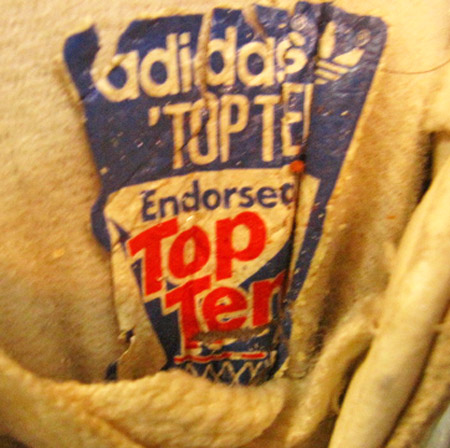 adidas
'TOP TE
Endorsed
Top
Ten